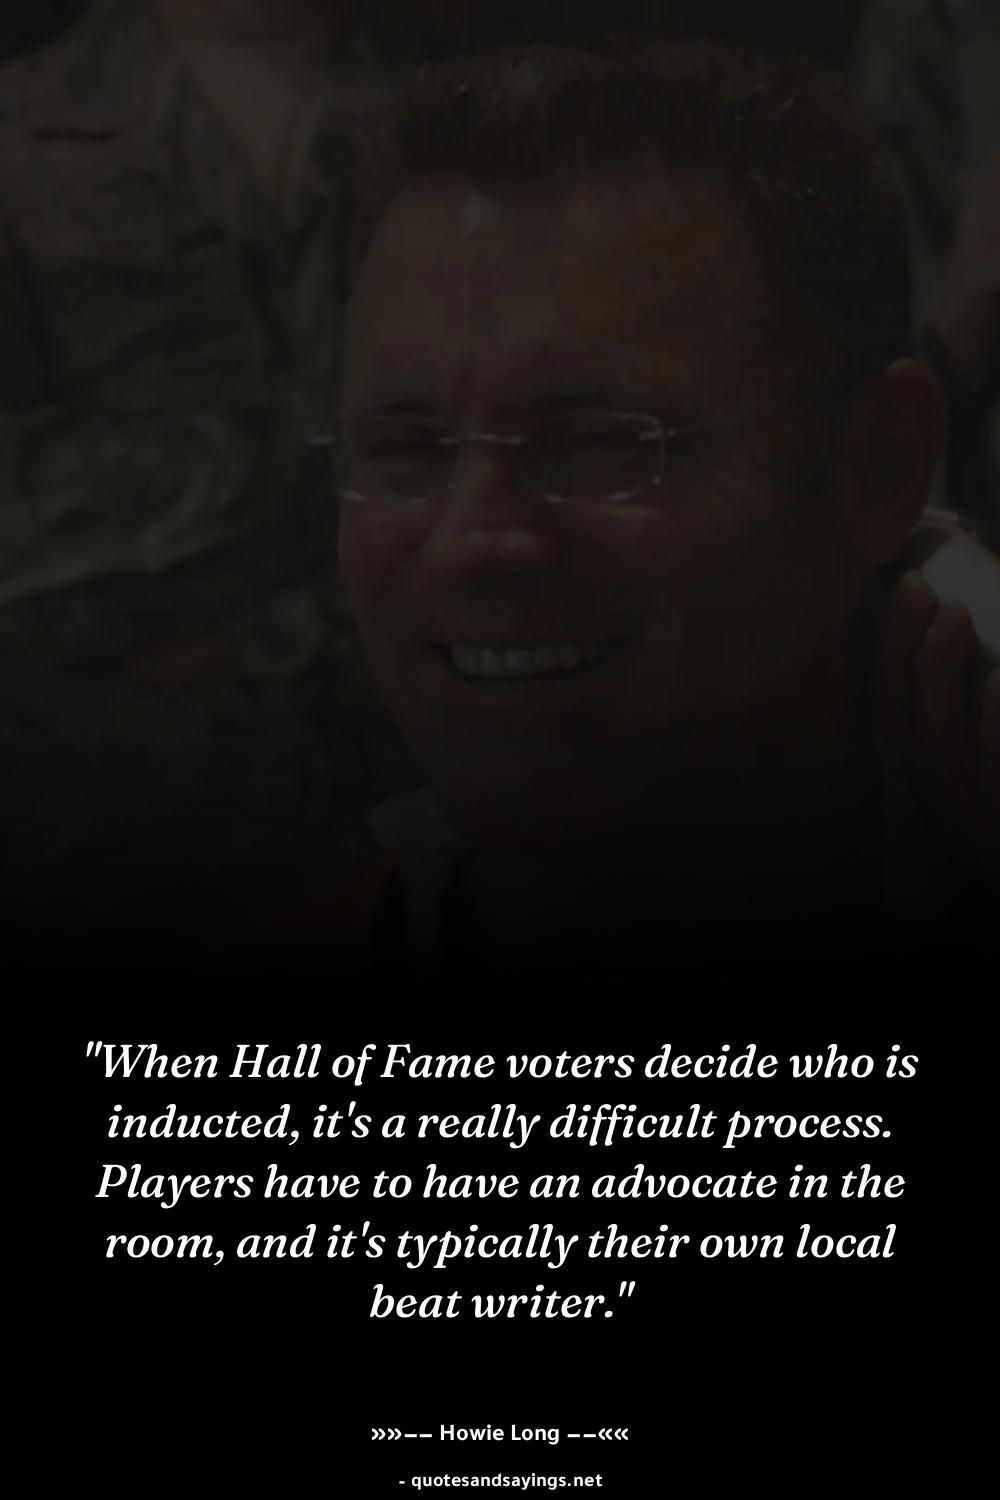 "When Hall of Fame voters decide who is
inducted, it's a really difficult process.
Players have to have an advocate in the
room, and it's typically their own local
beat writer."
»»–– Howie Long ––««
- quotesandsayings.net